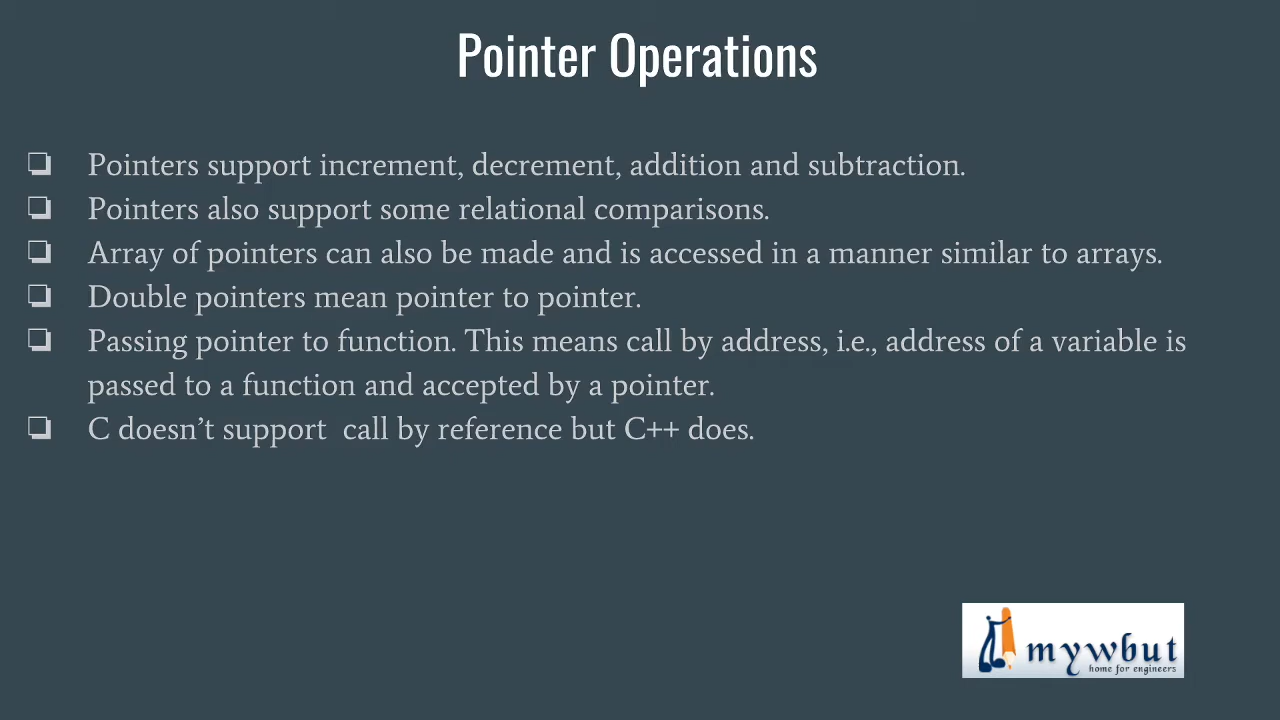 Pointer Operations
❏ Pointers support increment, decrement, addition and subtraction.
❏ Pointers also support some relational comparisons.
❏ Array of pointers can also be made and is accessed in a manner similar to arrays.
❏ Double pointers mean pointer to pointer.
❏ Passing pointer to function. This means call by address, i.e., address of a variable is
passed to a function and accepted by a pointer.
❏ C doesn’t support  call by reference but C++ does.
mywbut
home for engineers